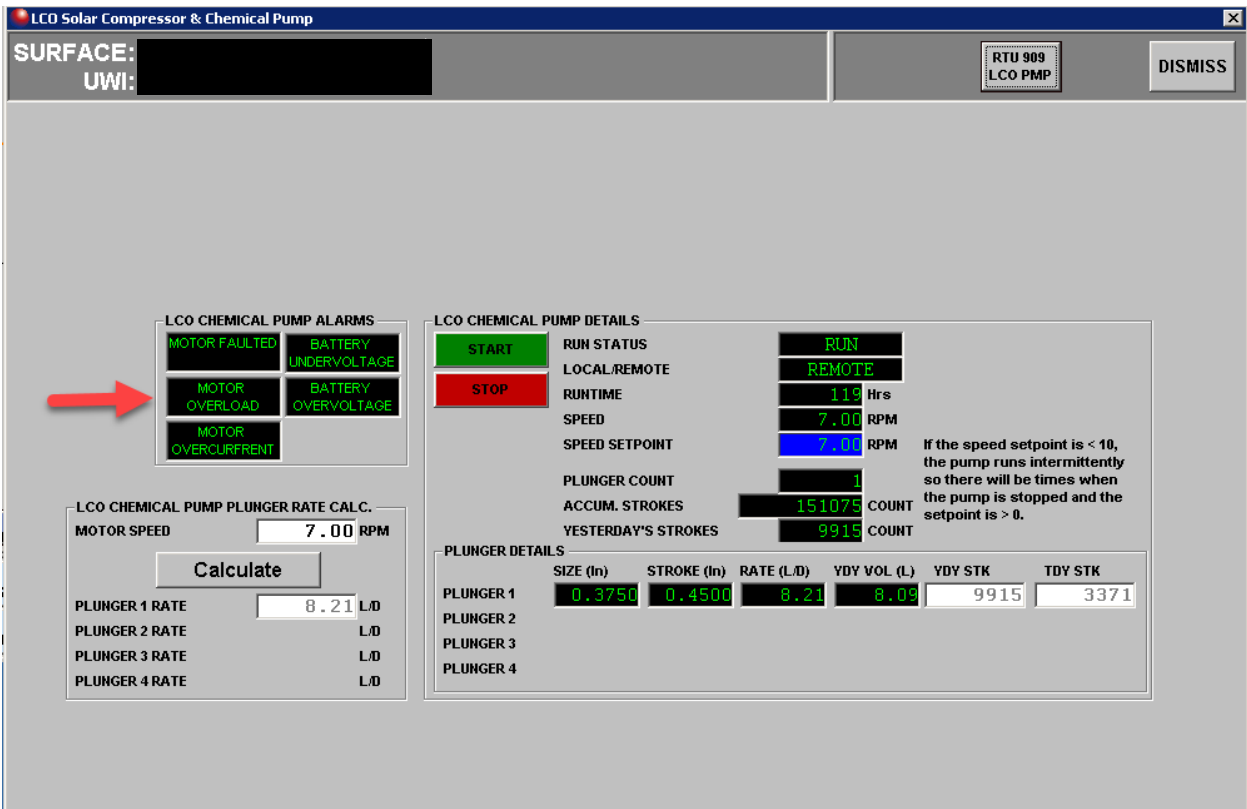 LCO Solar Compressor & Chemical Pump
SURFACE:
UWI:
RTU 909
LCO PMP
DISMISS
LCO CHEMICAL PUMP ALARMS
MOTOR FAULTED
BATTERY
UNDERVOLTAGE
MOTOR
OVERLOAD
BATTERY
OVERVOLTAGE
MOTOR
OVERCURFRENT
LCO CHEMICAL PUMP PLUNGER RATE CALC.
MOTOR SPEED 7.00 RPM
Calculate
PLUNGER 1 RATE 8.21 L/D
PLUNGER 2 RATE L/D
PLUNGER 3 RATE L/D
PLUNGER 4 RATE L/D
LCO CHEMICAL PUMP DETAILS
START
STOP
RUN STATUS RUN
LOCAL/REMOTE REMOTE
RUNTIME 119 Hrs
SPEED 7.00 RPM
SPEED SETPOINT 7.00 RPM
PLUNGER COUNT 1
ACCUM. STROKES 151075 COUNT
YESTERDAY'S STROKES 9915 COUNT
If the speed setpoint is < 10,
the pump runs intermittently
so there will be times when
the pump is stopped and the
setpoint is > 0.
PLUNGER DETAILS
SIZE (In) STROKE (In) RATE (L/D) YDY VOL (L) YDY STK TDY STK
PLUNGER 1 0.3750 0.4500 8.21 8.09 9915 3371
PLUNGER 2
PLUNGER 3
PLUNGER 4